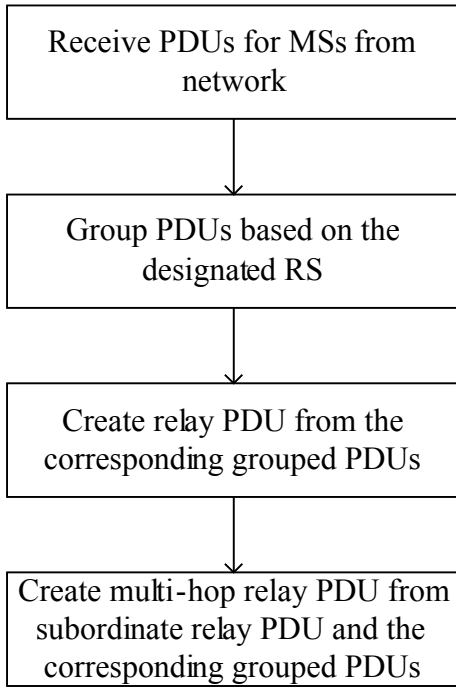 Receive PDUs for MSs from
network
Group PDUs based on the
designated RS
Create relay PDU from the
corresponding grouped PDUs
Create multi-hop relay PDU from
subordinate relay PDU and the
corresponding grouped PDUs